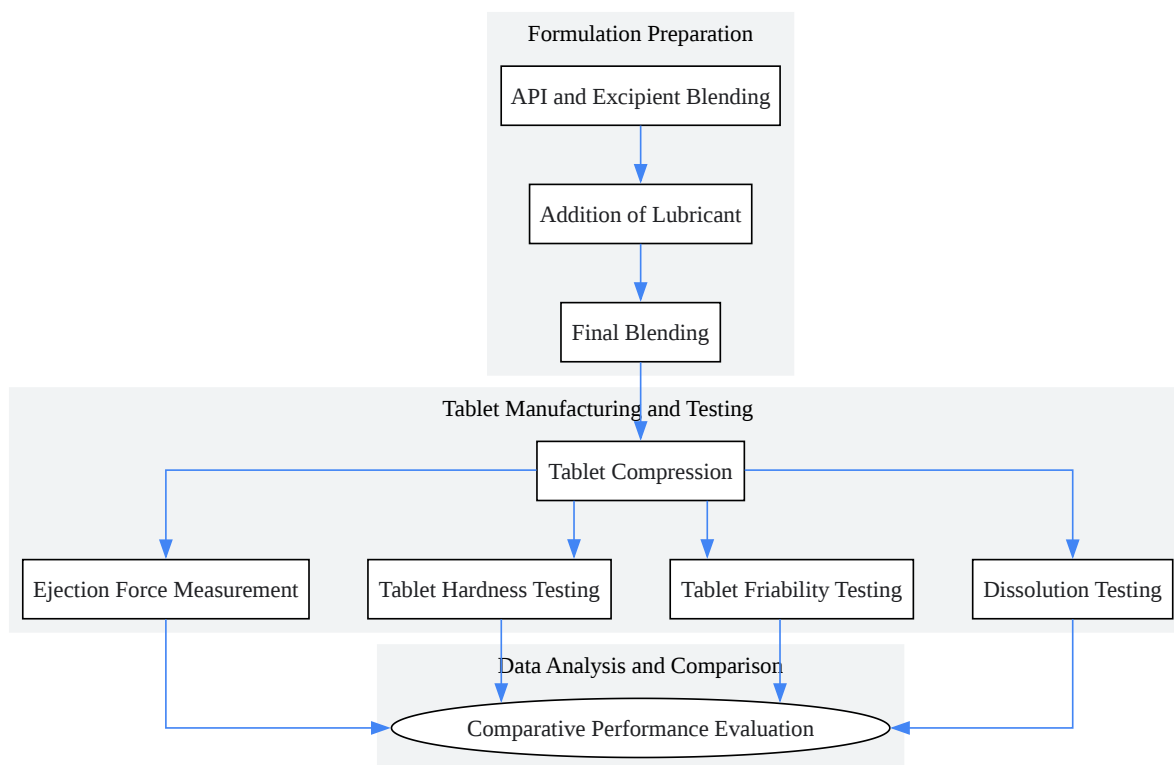 Formulation Preparation
API and Excipient Blending
Addition of Lubricant
Final Blending
Tablet Manufacturing and Testing
Tablet Compression
Ejection Force Measurement
Tablet Hardness Testing
Tablet Friability Testing
Dissolution Testing
Data Analysis and Comparison
Comparative Performance Evaluation